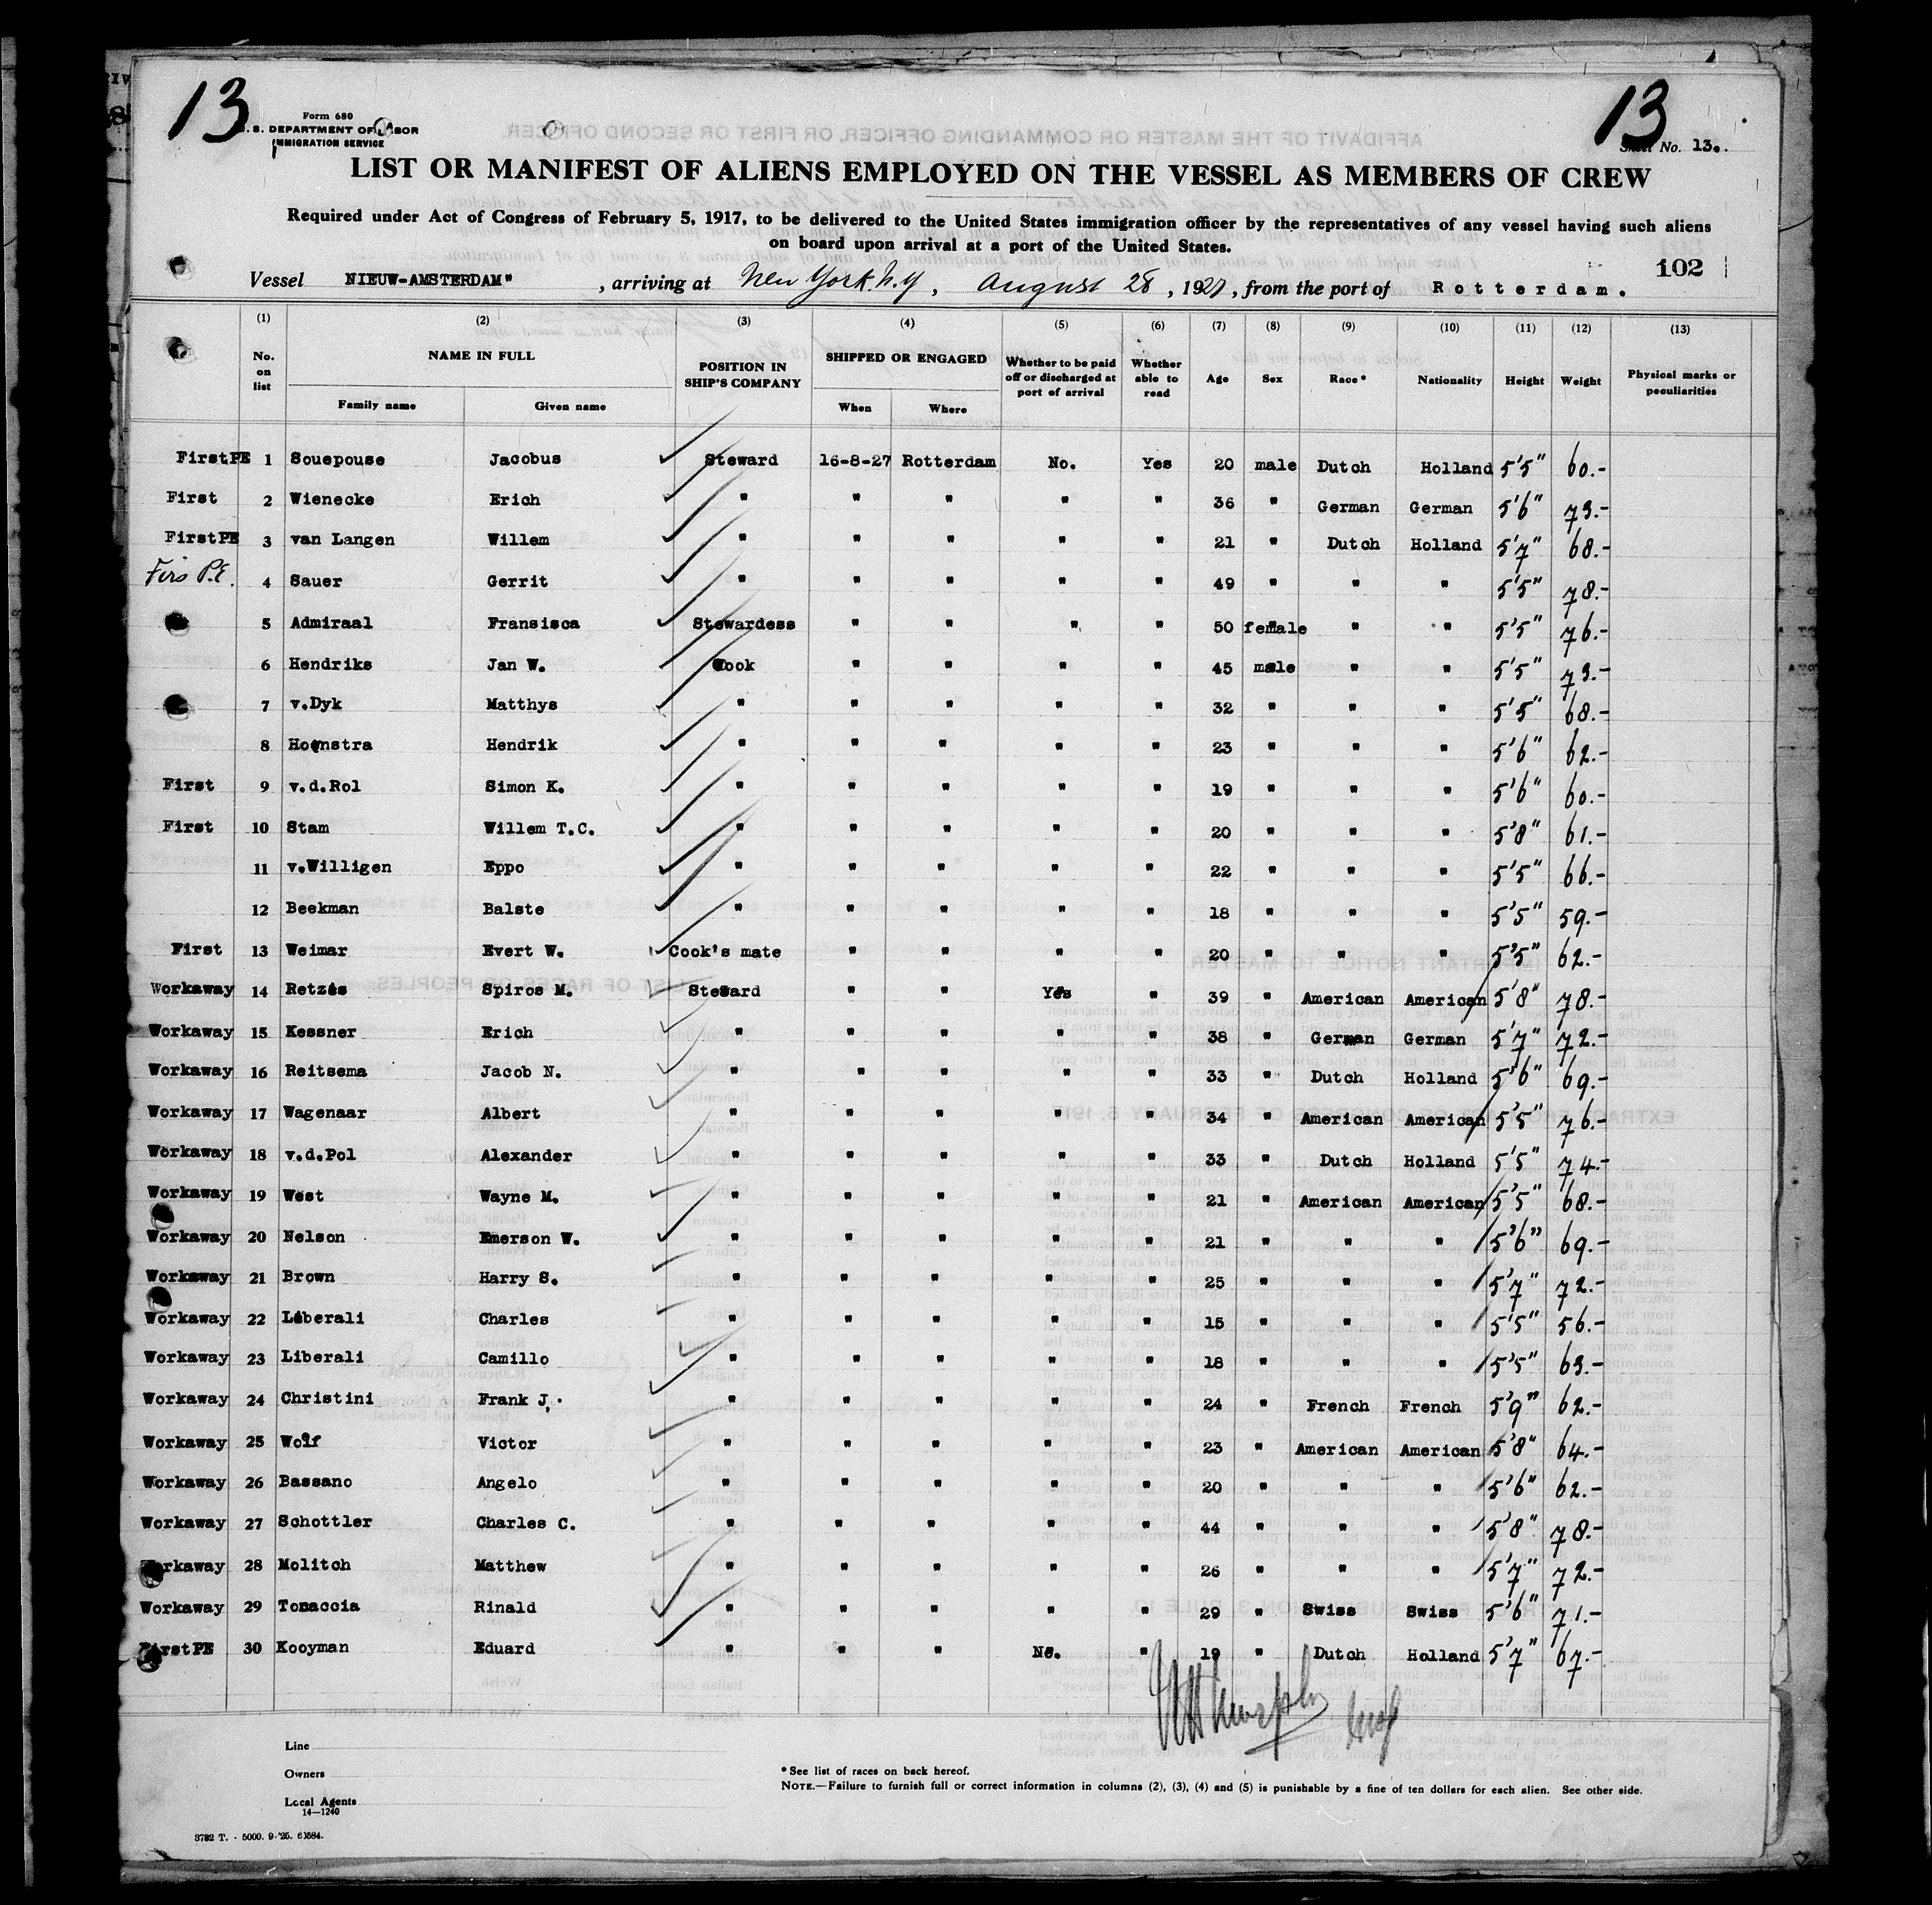 13
13
Form 680
U. S. DEPARTMENT OF LABOR
IMMIGRATION SERVICE
Sheet No. 13.
LIST OR MANIFEST OF ALIENS EMPLOYED ON THE VESSEL AS MEMBERS OF CREW
Required under Act of Congress of February 5, 1917, to be delivered to the United States immigration officer by the representatives of any vessel having such aliens
on board upon arrival at a port of the United States.
102
Vessel NIEUW-AMSTERDAM" , arriving at New York. N.Y , August 28 , 1927, from the port of Rotterdam.
(1) (2) (3) (4) (5) (6) (7) (8) (9) (10) (11) (12) (13)
No. on list NAME IN FULL Family name Given name POSITION IN SHIP'S COMPANY SHIPPED OR ENGAGED When Where Whether to be paid off or discharged at port of arrival Whether able to read Age Sex Race* Nationality Height Weight Physical marks or peculiarities
First PE 1 Souepouse Jacobus Steward 16-8-27 Rotterdam No. Yes 20 male Dutch Holland 5'5" 60.-
First 2 Wienecke Erich " " " " " 36 " German German 5'6" 73.-
First PE 3 van Langen Willem " " " " " 21 " Dutch Holland 5'7" 68.-
Firs P.E. 4 Sauer Gerrit " " " " " 49 " " " 5'5" 78.-
5 Admiraal Fransisca Stewardess " " " " 50 female " " 5'5" 76.-
6 Hendriks Jan W. Cook " " " " 45 male " " 5'5" 73.-
7 v.Dyk Matthys " " " " " 32 " " " 5'5" 68.-
8 Hoenstra Hendrik " " " " " 23 " " " 5'6" 62.-
First 9 v.d.Rol Simon K. " " " " " 19 " " " 5'6" 60.-
First 10 Stam Willem T.C. " " " " " 20 " " " 5'8" 61.-
11 v.Willigen Eppo " " " " " 22 " " " 5'5" 66.-
12 Beekman Balste " " " " " 18 " " " 5'5" 59.-
First 13 Weimar Evert W. Cook's mate " " " " 20 " " " 5'5" 62.-
Workaway 14 Retzes Spiros M. Steward " " Yes " 39 " American American 5'8" 78.-
Workaway 15 Kessner Erich " " " " " 38 " German German 5'7" 72.-
Workaway 16 Reitsema Jacob N. " " " " " 33 " Dutch Holland 5'6" 69.-
Workaway 17 Wagenaar Albert " " " " " 34 " American American 5'5" 76.-
Workaway 18 v.d.Pol Alexander " " " " " 33 " Dutch Holland 5'5" 74.-
Workaway 19 West Wayne M. " " " " " 21 " American American 5'5" 68.-
Workaway 20 Nelson Emerson W. " " " " " 21 " " " 5'6" 69.-
Workaway 21 Brown Harry S. " " " " " 25 " " " 5'7" 72.-
Workaway 22 Liberali Charles " " " " " 15 " " " 5'5" 56.-
Workaway 23 Liberali Camillo " " " " " 18 " " " 5'5" 63.-
Workaway 24 Christini Frank J. " " " " " 24 " French French 5'9" 62.-
Workaway 25 Wolf Victor " " " " " 23 " American American 5'8" 64.-
Workaway 26 Bassano Angelo " " " " " 20 " " " 5'6" 62.-
Workaway 27 Schottler Charles C. " " " " " 44 " " " 5'8" 78.-
Workaway 28 Molitch Matthew " " " " " 26 " " " 5'7" 72.-
Workaway 29 Tonaccia Rinald " " " " " 29 " Swiss Swiss 5'6" 71.-
First PE 30 Kooyman Eduard " " " No. " 19 " Dutch Holland 5'7" 67.-
Line
Owners
Local Agents
14—1240
* See list of races on back hereof.
NOTE.—Failure to furnish full or correct information in columns (2), (3), (4) and (5) is punishable by a fine of ten dollars for each alien. See other side.
3782 T. - 5000. 9-'25.